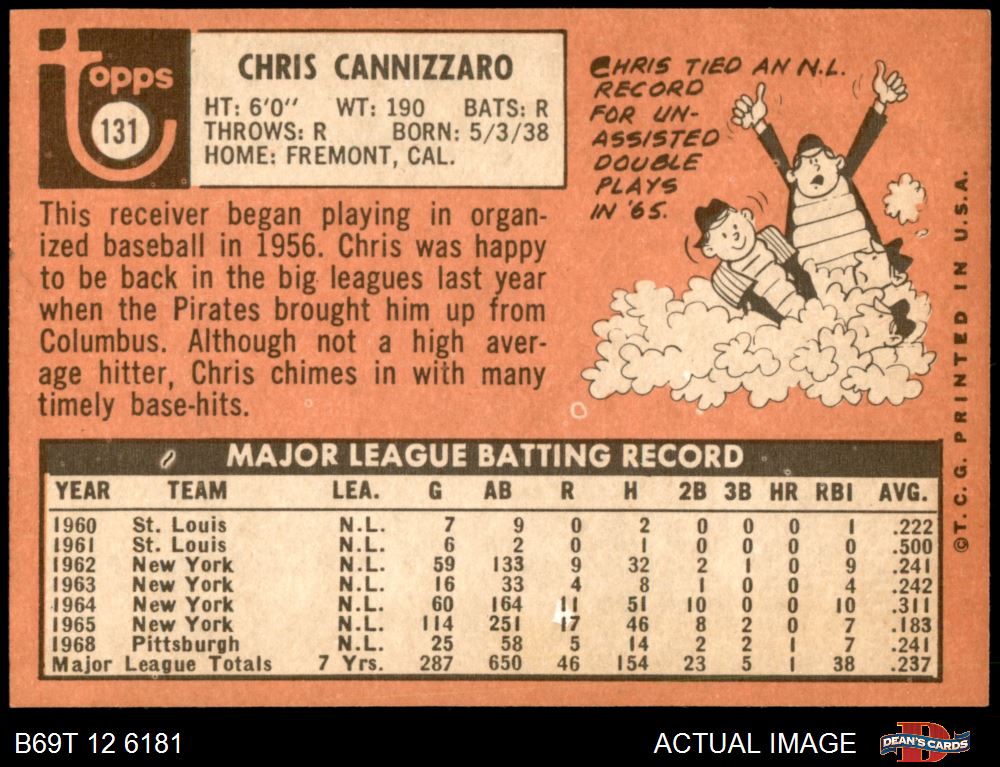 Topps
131
CHRIS CANNIZZARO
HT: 6'0" WT: 190 BATS: R
THROWS: R BORN: 5/3/38
HOME: FREMONT, CAL.
CHRIS TIED AN N.L.
RECORD
FOR UN-
ASSISTED
DOUBLE
PLAYS
IN '65.
This receiver began playing in organ-
ized baseball in 1956. Chris was happy
to be back in the big leagues last year
when the Pirates brought him up from
Columbus. Although not a high aver-
age hitter, Chris chimes in with many
timely base-hits.
MAJOR LEAGUE BATTING RECORD
YEAR TEAM LEA. G AB R H 2B 3B HR RBI AVG.
1960 St. Louis N.L. 7 9 0 2 0 0 0 1 .222
1961 St. Louis N.L. 6 2 0 1 0 0 0 0 .500
1962 New York N.L. 59 133 9 32 2 1 0 9 .241
1963 New York N.L. 16 33 4 8 1 0 0 4 .242
1964 New York N.L. 60 164 11 51 10 0 0 10 .311
1965 New York N.L. 114 251 17 46 8 2 0 7 .183
1968 Pittsburgh N.L. 25 58 5 14 2 2 1 7 .241
Major League Totals 7 Yrs. 287 650 46 154 23 5 1 38 .237
©T.C.G. PRINTED IN U.S.A.
B69T 12 6181
ACTUAL IMAGE
D
DEAN'S CARDS